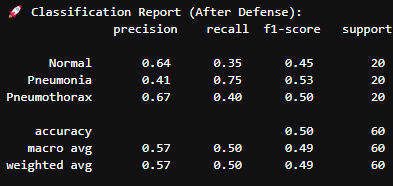 🚀 Classification Report (After Defense):
precision recall f1-score support
Normal 0.64 0.35 0.45 20
Pneumonia 0.41 0.75 0.53 20
Pneumothorax 0.67 0.40 0.50 20
accuracy 0.50 60
macro avg 0.57 0.50 0.49 60
weighted avg 0.57 0.50 0.49 60